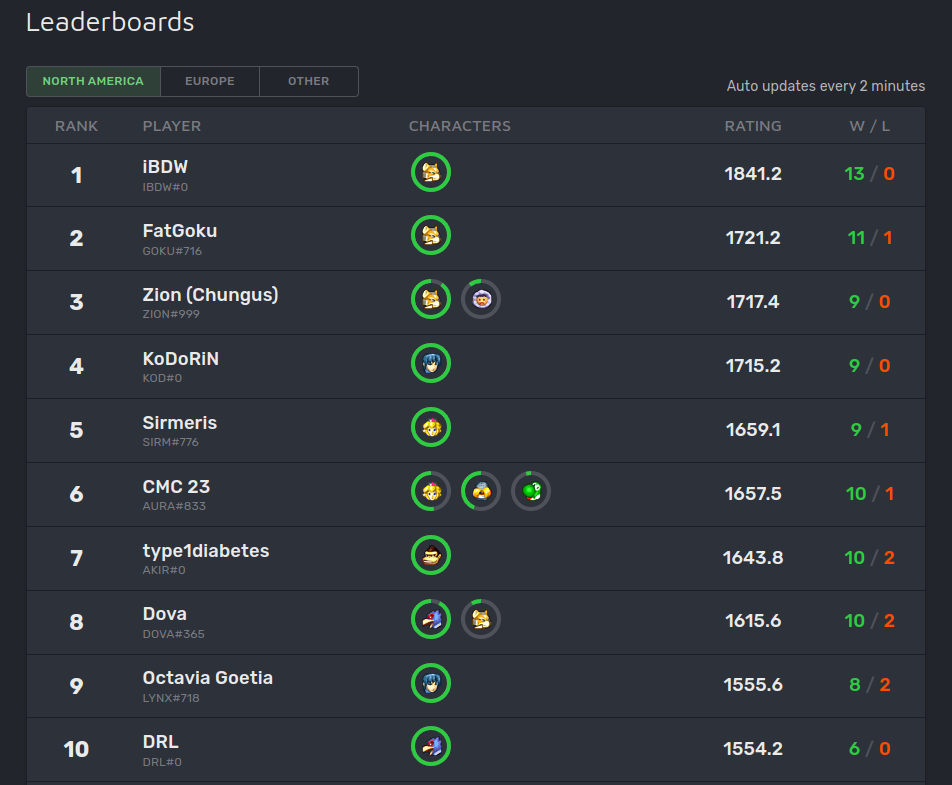 Leaderboards
NORTH AMERICA EUROPE OTHER
Auto updates every 2 minutes
RANK PLAYER CHARACTERS RATING W / L
1 iBDW 1841.2 13 / 0
IBDW#0
2 FatGoku 1721.2 11 / 1
GOKU#716
3 Zion (Chungus) 1717.4 9 / 0
ZION#999
4 KoDoRiN 1715.2 9 / 0
KOD#0
5 Sirmeris 1659.1 9 / 1
SIRM#776
6 CMC 23 1657.5 10 / 1
AURA#833
7 type1diabetes 1643.8 10 / 2
AKIR#0
8 Dova 1615.6 10 / 2
DOVA#365
9 Octavia Goetia 1555.6 8 / 2
LYNX#718
10 DRL 1554.2 6 / 0
DRL#0